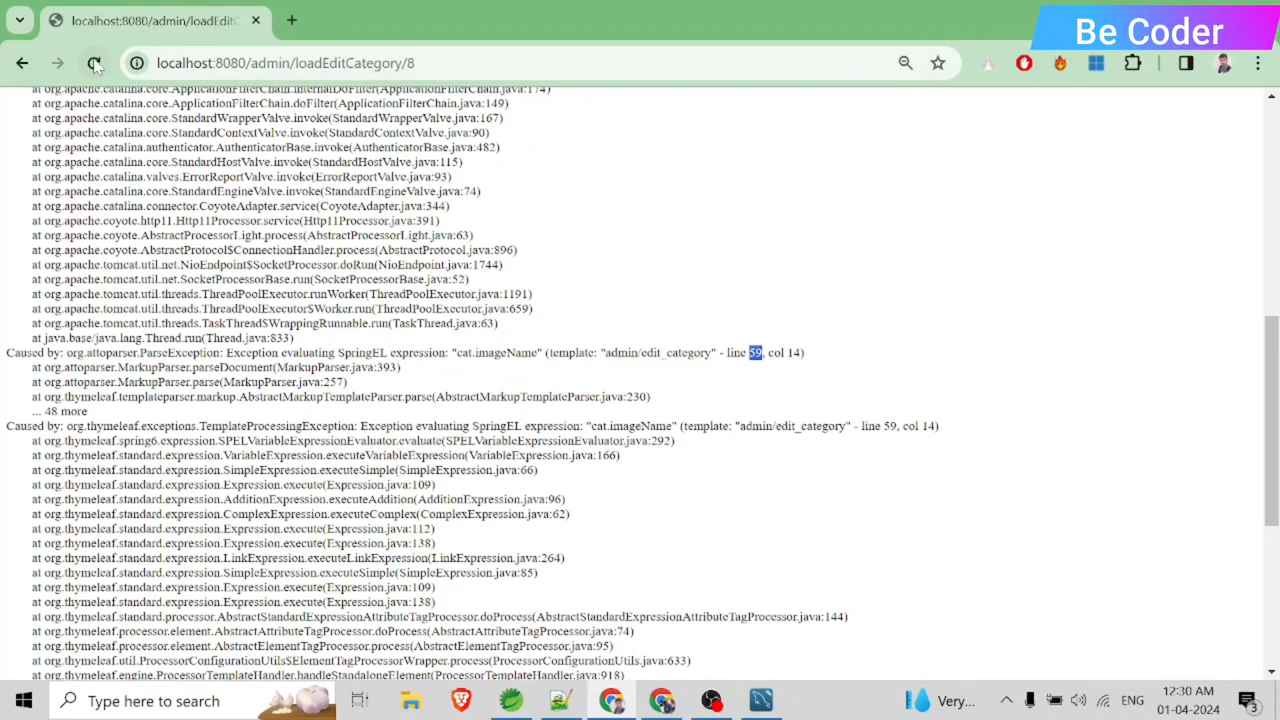 localhost:8080/admin/loadEdit
Be Coder
localhost:8080/admin/loadEditCategory/8
at org.apache.catalina.core.ApplicationFilterChain.internalDoFilter(ApplicationFilterChain.java:174)
at org.apache.catalina.core.ApplicationFilterChain.doFilter(ApplicationFilterChain.java:149)
at org.apache.catalina.core.StandardWrapperValve.invoke(StandardWrapperValve.java:167)
at org.apache.catalina.core.StandardContextValve.invoke(StandardContextValve.java:90)
at org.apache.catalina.authenticator.AuthenticatorBase.invoke(AuthenticatorBase.java:482)
at org.apache.catalina.core.StandardHostValve.invoke(StandardHostValve.java:115)
at org.apache.catalina.valves.ErrorReportValve.invoke(ErrorReportValve.java:93)
at org.apache.catalina.core.StandardEngineValve.invoke(StandardEngineValve.java:74)
at org.apache.catalina.connector.CoyoteAdapter.service(CoyoteAdapter.java:344)
at org.apache.coyote.http11.Http11Processor.service(Http11Processor.java:391)
at org.apache.coyote.AbstractProcessorLight.process(AbstractProcessorLight.java:63)
at org.apache.coyote.AbstractProtocol$ConnectionHandler.process(AbstractProtocol.java:896)
at org.apache.tomcat.util.net.NioEndpoint$SocketProcessor.doRun(NioEndpoint.java:1744)
at org.apache.tomcat.util.net.SocketProcessorBase.run(SocketProcessorBase.java:52)
at org.apache.tomcat.util.threads.ThreadPoolExecutor.runWorker(ThreadPoolExecutor.java:1191)
at org.apache.tomcat.util.threads.ThreadPoolExecutor$Worker.run(ThreadPoolExecutor.java:659)
at org.apache.tomcat.util.threads.TaskThread$WrappingRunnable.run(TaskThread.java:63)
at java.base/java.lang.Thread.run(Thread.java:833)
Caused by: org.attoparser.ParseException: Exception evaluating SpringEL expression: "cat.imageName" (template: "admin/edit_category" - line 59, col 14)
at org.attoparser.MarkupParser.parseDocument(MarkupParser.java:393)
at org.attoparser.MarkupParser.parse(MarkupParser.java:257)
at org.thymeleaf.templateparser.markup.AbstractMarkupTemplateParser.parse(AbstractMarkupTemplateParser.java:230)
... 48 more
Caused by: org.thymeleaf.exceptions.TemplateProcessingException: Exception evaluating SpringEL expression: "cat.imageName" (template: "admin/edit_category" - line 59, col 14)
at org.thymeleaf.spring6.expression.SPELVariableExpressionEvaluator.evaluate(SPELVariableExpressionEvaluator.java:292)
at org.thymeleaf.standard.expression.VariableExpression.executeVariableExpression(VariableExpression.java:166)
at org.thymeleaf.standard.expression.SimpleExpression.executeSimple(SimpleExpression.java:66)
at org.thymeleaf.standard.expression.Expression.execute(Expression.java:109)
at org.thymeleaf.standard.expression.AdditionExpression.executeAddition(AdditionExpression.java:96)
at org.thymeleaf.standard.expression.ComplexExpression.executeComplex(ComplexExpression.java:62)
at org.thymeleaf.standard.expression.Expression.execute(Expression.java:112)
at org.thymeleaf.standard.expression.Expression.execute(Expression.java:138)
at org.thymeleaf.standard.expression.LinkExpression.executeLinkExpression(LinkExpression.java:264)
at org.thymeleaf.standard.expression.SimpleExpression.executeSimple(SimpleExpression.java:85)
at org.thymeleaf.standard.expression.Expression.execute(Expression.java:109)
at org.thymeleaf.standard.expression.Expression.execute(Expression.java:138)
at org.thymeleaf.standard.processor.AbstractStandardExpressionAttributeTagProcessor.doProcess(AbstractStandardExpressionAttributeTagProcessor.java:144)
at org.thymeleaf.processor.element.AbstractAttributeTagProcessor.doProcess(AbstractAttributeTagProcessor.java:74)
at org.thymeleaf.processor.element.AbstractElementTagProcessor.process(AbstractElementTagProcessor.java:95)
at org.thymeleaf.util.ProcessorConfigurationUtils$ElementTagProcessorWrapper.process(ProcessorConfigurationUtils.java:633)
at org.thymeleaf.engine.ProcessorTemplateHandler.handleStandaloneElement(ProcessorTemplateHandler.java:918)
Type here to search
Very...
ENG
12:30 AM
01-04-2024
3